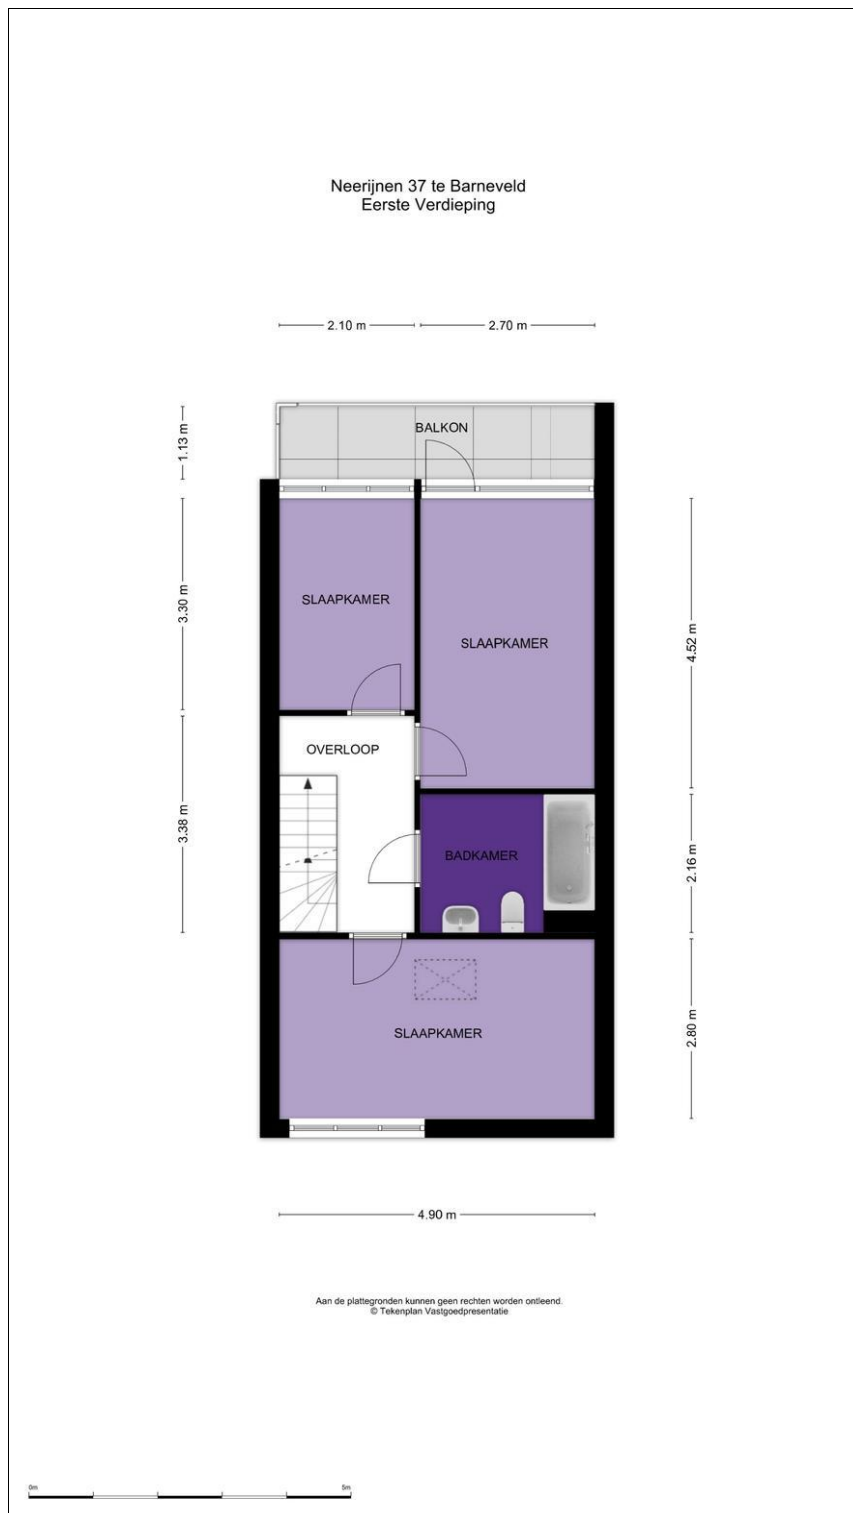 Neerijnen 37 te Barneveld
Eerste Verdieping
2.10 m
2.70 m
1.13 m
BALKON
3.30 m
SLAAPKAMER
SLAAPKAMER
4.52 m
OVERLOOP
3.38 m
BADKAMER
2.16 m
SLAAPKAMER
2.80 m
4.90 m
Aan de plattegronden kunnen geen rechten worden ontleend.
© Tekenplan Vastgoedpresentatie
0m
5m